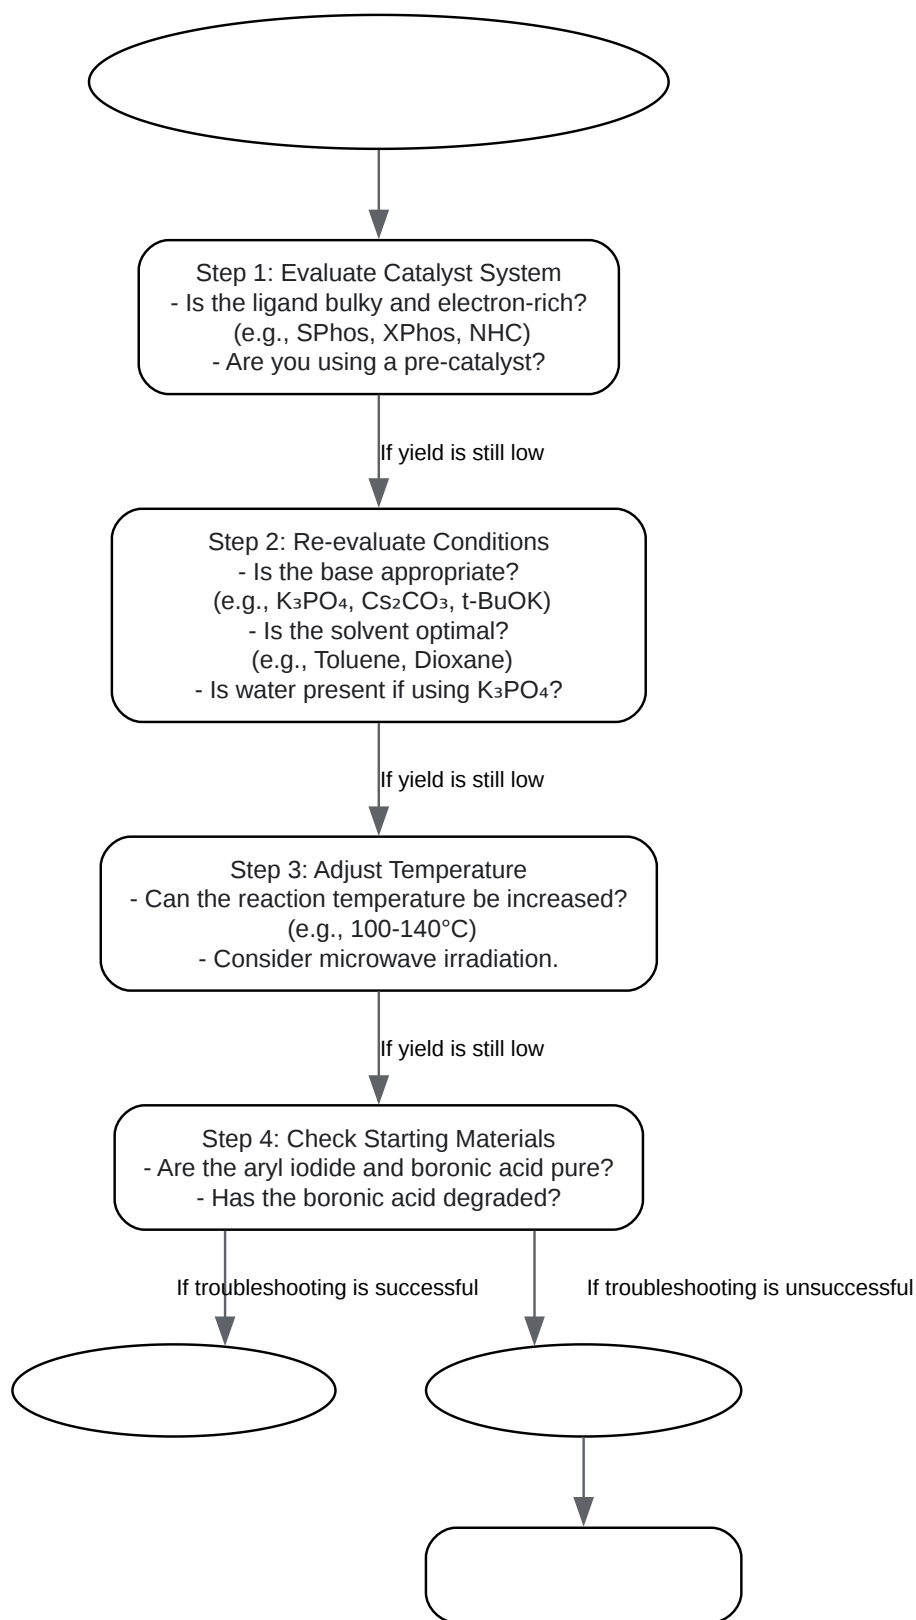 Step 1: Evaluate Catalyst System
- Is the ligand bulky and electron-rich?
(e.g., SPhos, XPhos, NHC)
- Are you using a pre-catalyst?
If yield is still low
Step 2: Re-evaluate Conditions
- Is the base appropriate?
(e.g., K₃PO₄, Cs₂CO₃, t-BuOK)
- Is the solvent optimal?
(e.g., Toluene, Dioxane)
- Is water present if using K₃PO₄?
If yield is still low
Step 3: Adjust Temperature
- Can the reaction temperature be increased?
(e.g., 100-140°C)
- Consider microwave irradiation.
If yield is still low
Step 4: Check Starting Materials
- Are the aryl iodide and boronic acid pure?
- Has the boronic acid degraded?
If troubleshooting is successful
If troubleshooting is unsuccessful